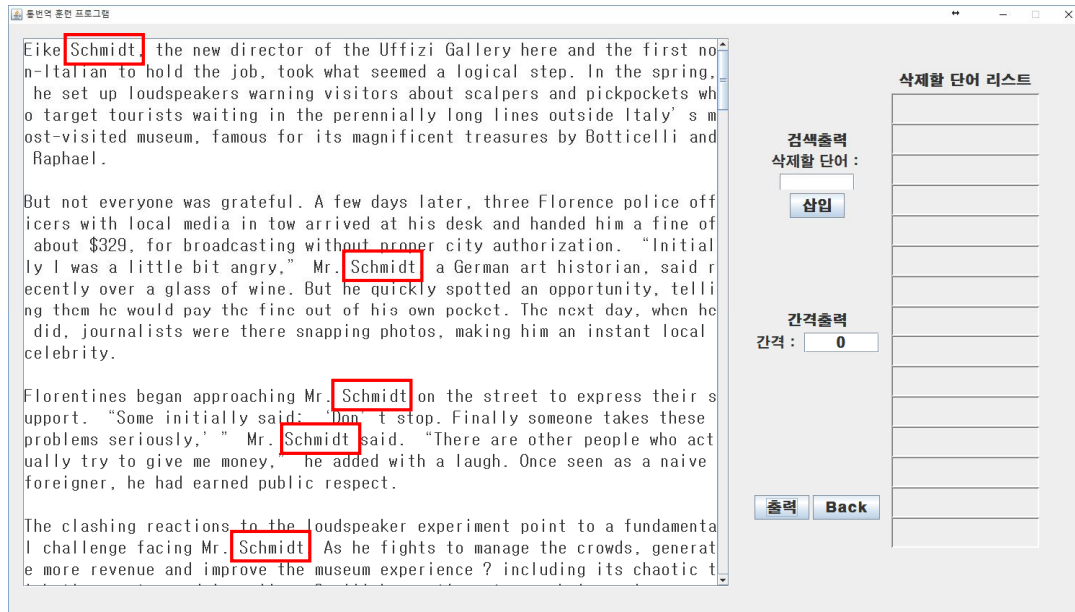 통번역 훈련 프로그램
Eike Schmidt, the new director of the Uffizi Gallery here and the first no
n-Italian to hold the job, took what seemed a logical step. In the spring,
he set up loudspeakers warning visitors about scalpers and pickpockets wh
o target tourists waiting in the perennially long lines outside Italy’ s m
ost-visited museum, famous for its magnificent treasures by Botticelli and
Raphael.
But not everyone was grateful. A few days later, three Florence police off
icers with local media in tow arrived at his desk and handed him a fine of
about $329, for broadcasting without proper city authorization. “Initial
ly I was a little bit angry,” Mr. Schmidt, a German art historian, said r
ecently over a glass of wine. But he quickly spotted an opportunity, telli
ng them he would pay the fine out of his own pocket. The next day, when he
did, journalists were there snapping photos, making him an instant local
celebrity.
Florentines began approaching Mr. Schmidt on the street to express their s
upport. “Some initially said: ‘Don’ t stop. Finally someone takes these
problems seriously,’ ” Mr. Schmidt said. “There are other people who act
ually try to give me money,” he added with a laugh. Once seen as a naive
foreigner, he had earned public respect.
The clashing reactions to the loudspeaker experiment point to a fundamenta
l challenge facing Mr. Schmidt. As he fights to manage the crowds, generat
e more revenue and improve the museum experience ? including its chaotic t
검색출력
삭제할 단어 :
삽입
간격출력
간격 : 0
출력 Back
삭제할 단어 리스트